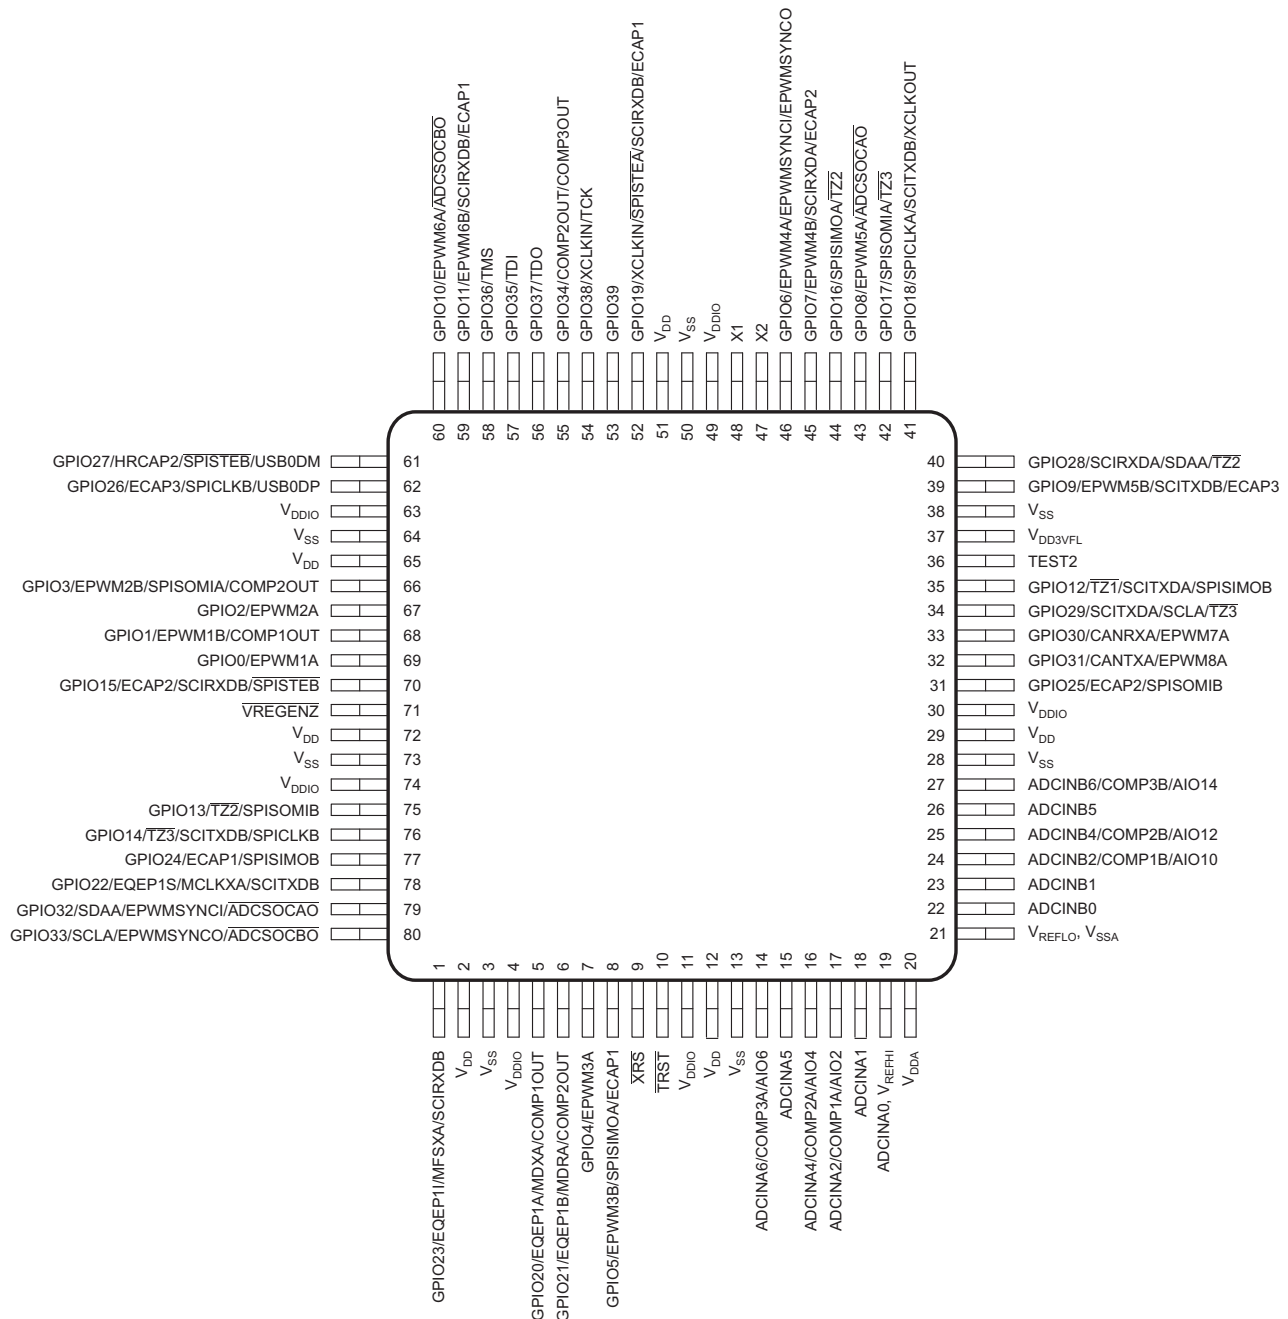 GPIO10/EPWM6A/ADCSOCBO
GPIO11/EPWM6B/SCIRXDB/ECAP1
GPIO36/TMS
GPIO35/TDI
GPIO37/TDO
GPIO34/COMP2OUT/COMP3OUT
GPIO38/XCLKIN/TCK
GPIO39
GPIO19/XCLKIN/SPISTEA/SCIRXDB/ECAP1
VDD
VSS
VDDIO
X1
X2
GPIO6/EPWM4A/EPWMSYNCI/EPWMSYNCO
GPIO7/EPWM4B/SCIRXDA/ECAP2
GPIO16/SPISIMOA/TZ2
GPIO8/EPWM5A/ADCSOCAO
GPIO17/SPISOMIA/TZ3
GPIO18/SPICLKA/SCITXDB/XCLKOUT
60
59
58
57
56
55
54
53
52
51
50
49
48
47
46
45
44
43
42
41
GPIO27/HRCAP2/SPISTEB/USB0DM 61
GPIO26/ECAP3/SPICLKB/USB0DP 62
VDDIO 63
VSS 64
VDD 65
GPIO3/EPWM2B/SPISOMIA/COMP2OUT 66
GPIO2/EPWM2A 67
GPIO1/EPWM1B/COMP1OUT 68
GPIO0/EPWM1A 69
GPIO15/ECAP2/SCIRXDB/SPISTEB 70
VREGENZ 71
VDD 72
VSS 73
VDDIO 74
GPIO13/TZ2/SPISOMIB 75
GPIO14/TZ3/SCITXDB/SPICLKB 76
GPIO24/ECAP1/SPISIMOB 77
GPIO22/EQEP1S/MCLKXA/SCITXDB 78
GPIO32/SDAA/EPWMSYNCI/ADCSOCAO 79
GPIO33/SCLA/EPWMSYNCO/ADCSOCBO 80
40 GPIO28/SCIRXDA/SDAA/TZ2
39 GPIO9/EPWM5B/SCITXDB/ECAP3
38 VSS
37 VDD3VFL
36 TEST2
35 GPIO12/TZ1/SCITXDA/SPISIMOB
34 GPIO29/SCITXDA/SCLA/TZ3
33 GPIO30/CANRXA/EPWM7A
32 GPIO31/CANTXA/EPWM8A
31 GPIO25/ECAP2/SPISOMIB
30 VDDIO
29 VDD
28 VSS
27 ADCINB6/COMP3B/AIO14
26 ADCINB5
25 ADCINB4/COMP2B/AIO12
24 ADCINB2/COMP1B/AIO10
23 ADCINB1
22 ADCINB0
21 VREFLO, VSSA
1
2
3
4
5
6
7
8
9
10
11
12
13
14
15
16
17
18
19
20
GPIO23/EQEP1I/MFSXA/SCIRXDB
VDD
VSS
VDDIO
GPIO20/EQEP1A/MDXA/COMP1OUT
GPIO21/EQEP1B/MDRA/COMP2OUT
GPIO4/EPWM3A
GPIO5/EPWM3B/SPISIMOA/ECAP1
XRS
TRST
VDDIO
VDD
VSS
ADCINA6/COMP3A/AIO6
ADCINA5
ADCINA4/COMP2A/AIO4
ADCINA2/COMP1A/AIO2
ADCINA1
ADCINA0, VREFHI
VDDA